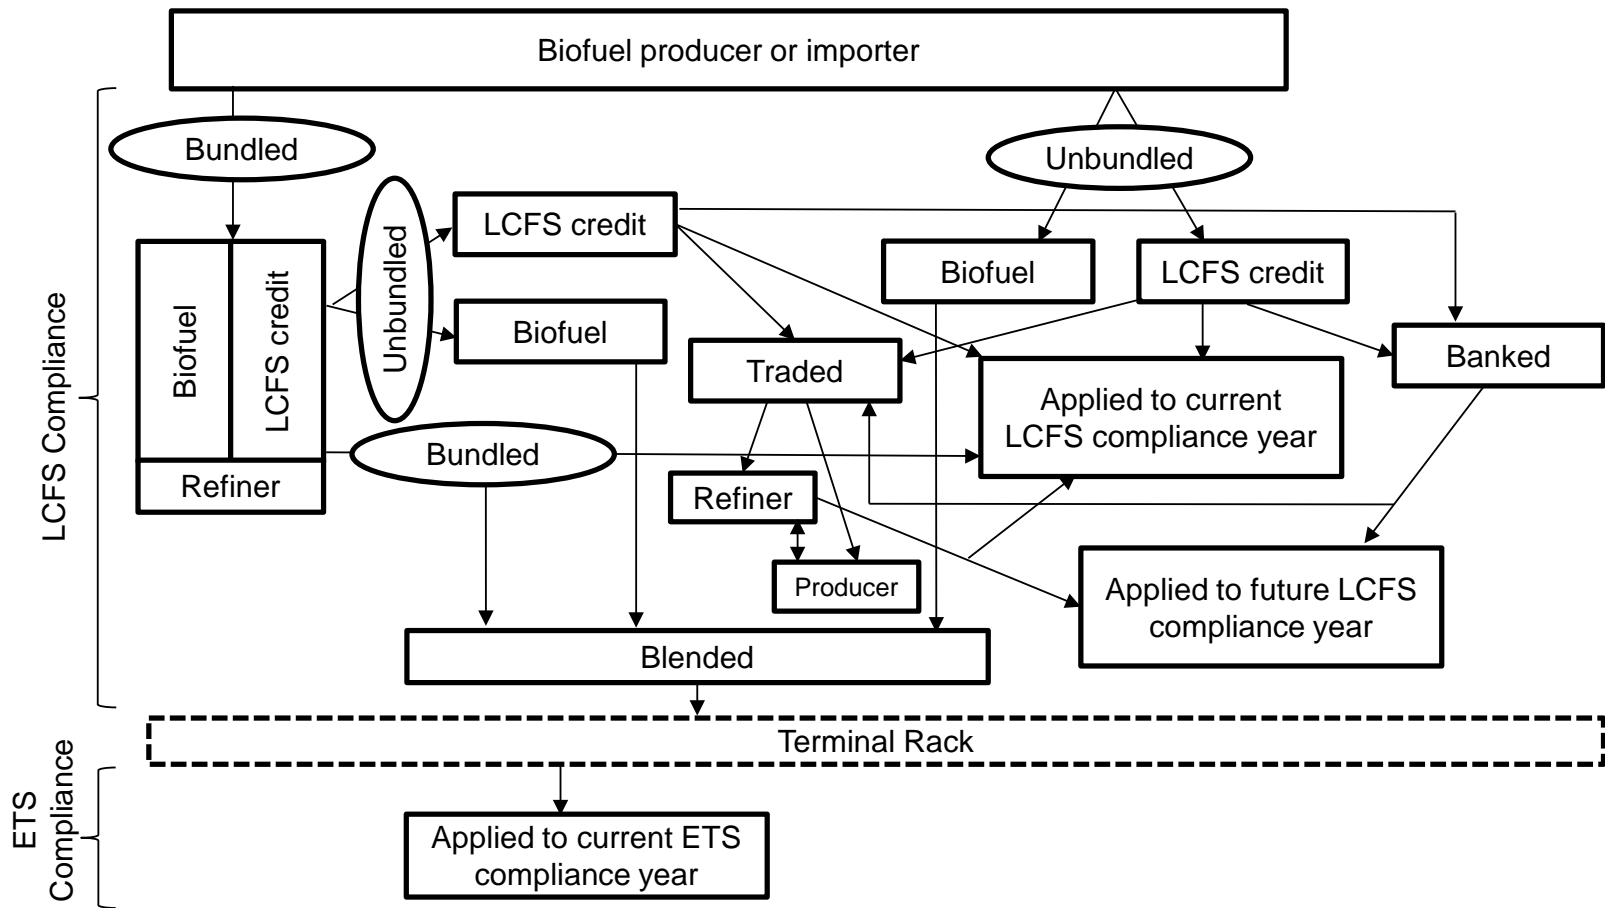 Biofuel producer or importer
Bundled
Unbundled
LCFS credit
Unbundled
Biofuel
LCFS credit
Biofuel
LCFS credit
Biofuel
Banked
Traded
Applied to current
LCFS compliance year
Bundled
Refiner
Refiner
LCFS Compliance
Producer
Applied to future LCFS
compliance year
Blended
Terminal Rack
ETS
Compliance
Applied to current ETS
compliance year